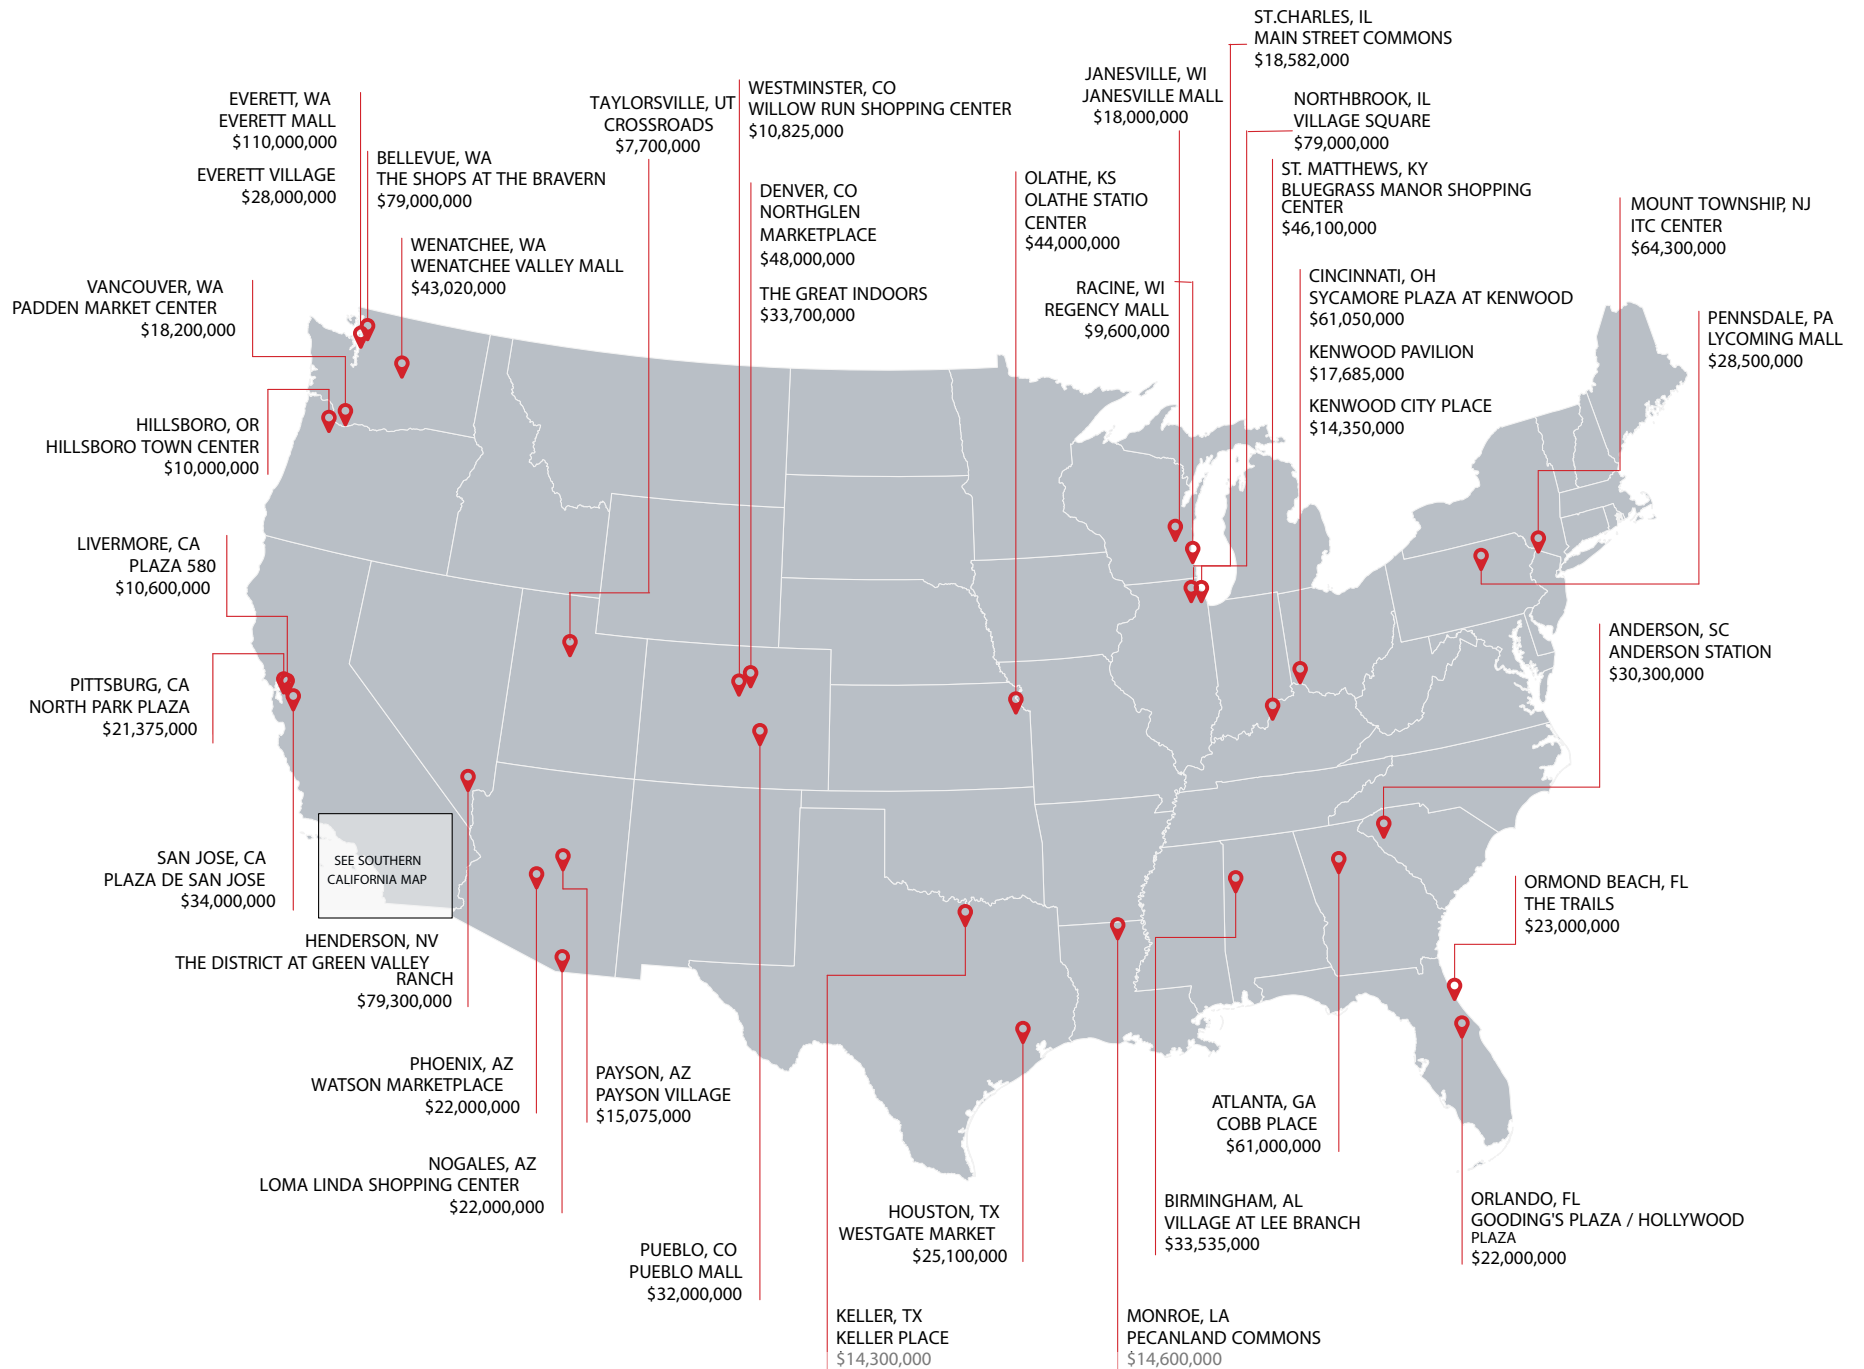 ST.CHARLES, IL
MAIN STREET COMMONS
$18,582,000
JANESVILLE, WI
JANESVILLE MALL
$18,000,000
NORTHBROOK, IL
VILLAGE SQUARE
$79,000,000
EVERETT, WA
EVERETT MALL
$110,000,000
EVERETT VILLAGE
$28,000,000
BELLEVUE, WA
THE SHOPS AT THE BRAVERN
$79,000,000
TAYLORSVILLE, UT
CROSSROADS
$7,700,000
WESTMINSTER, CO
WILLOW RUN SHOPPING CENTER
$10,825,000
DENVER, CO
NORTHGLEN
MARKETPLACE
$48,000,000
THE GREAT INDOORS
$33,700,000
OLATHE, KS
OLATHE STATIO
CENTER
$44,000,000
ST. MATTHEWS, KY
BLUEGRASS MANOR SHOPPING
CENTER
$46,100,000
MOUNT TOWNSHIP, NJ
ITC CENTER
$64,300,000
WENATCHEE, WA
WENATCHEE VALLEY MALL
$43,020,000
VANCOUVER, WA
PADDEN MARKET CENTER
$18,200,000
RACINE, WI
REGENCY MALL
$9,600,000
CINCINNATI, OH
SYCAMORE PLAZA AT KENWOOD
$61,050,000
KENWOOD PAVILION
$17,685,000
KENWOOD CITY PLACE
$14,350,000
PENNSDALE, PA
LYCOMING MALL
$28,500,000
HILLSBORO, OR
HILLSBORO TOWN CENTER
$10,000,000
LIVERMORE, CA
PLAZA 580
$10,600,000
PITTSBURG, CA
NORTH PARK PLAZA
$21,375,000
ANDERSON, SC
ANDERSON STATION
$30,300,000
SAN JOSE, CA
PLAZA DE SAN JOSE
$34,000,000
SEE SOUTHERN
CALIFORNIA MAP
ORMOND BEACH, FL
THE TRAILS
$23,000,000
HENDERSON, NV
THE DISTRICT AT GREEN VALLEY
RANCH
$79,300,000
PHOENIX, AZ
WATSON MARKETPLACE
$22,000,000
PAYSON, AZ
PAYSON VILLAGE
$15,075,000
ATLANTA, GA
COBB PLACE
$61,000,000
NOGALES, AZ
LOMA LINDA SHOPPING CENTER
$22,000,000
HOUSTON, TX
WESTGATE MARKET
$25,100,000
BIRMINGHAM, AL
VILLAGE AT LEE BRANCH
$33,535,000
ORLANDO, FL
GOODING'S PLAZA / HOLLYWOOD
PLAZA
$22,000,000
PUEBLO, CO
PUEBLO MALL
$32,000,000
KELLER, TX
KELLER PLACE
$14,300,000
MONROE, LA
PECANLAND COMMONS
$14,600,000